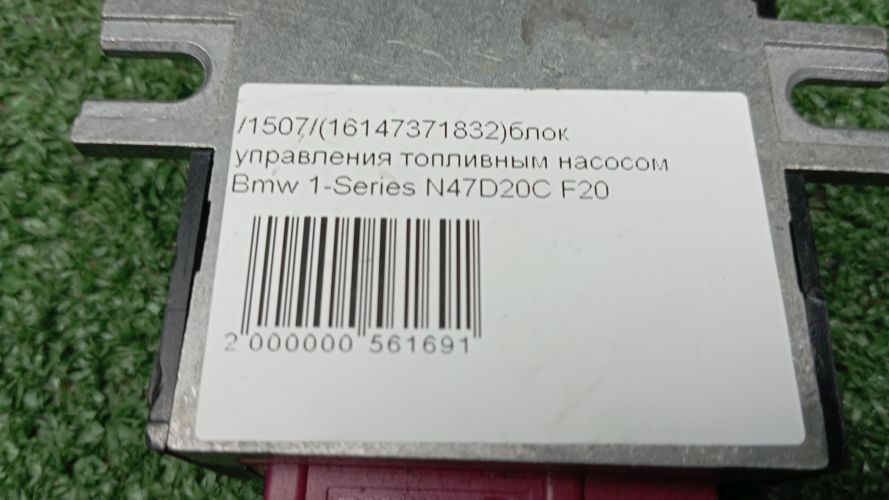 /1507/(16147371832)блок
управления топливным насосом
Bmw 1-Series N47D20C F20
2 000000 561691